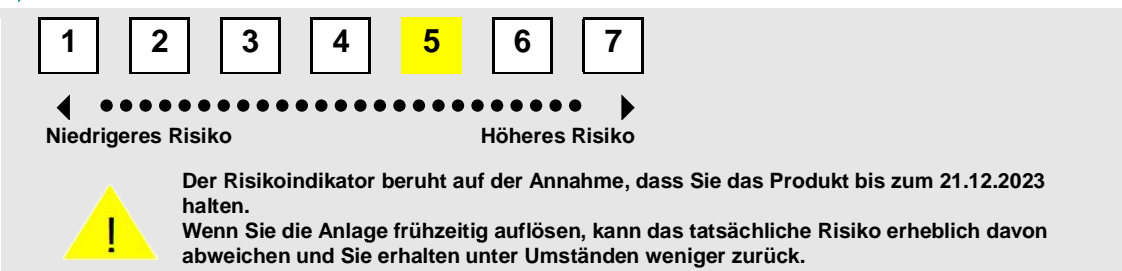 1 2 3 4 5 6 7
Niedrigeres Risiko Höheres Risiko
Der Risikoindikator beruht auf der Annahme, dass Sie das Produkt bis zum 21.12.2023
halten.
! Wenn Sie die Anlage frühzeitig auflösen, kann das tatsächliche Risiko erheblich davon
abweichen und Sie erhalten unter Umständen weniger zurück.